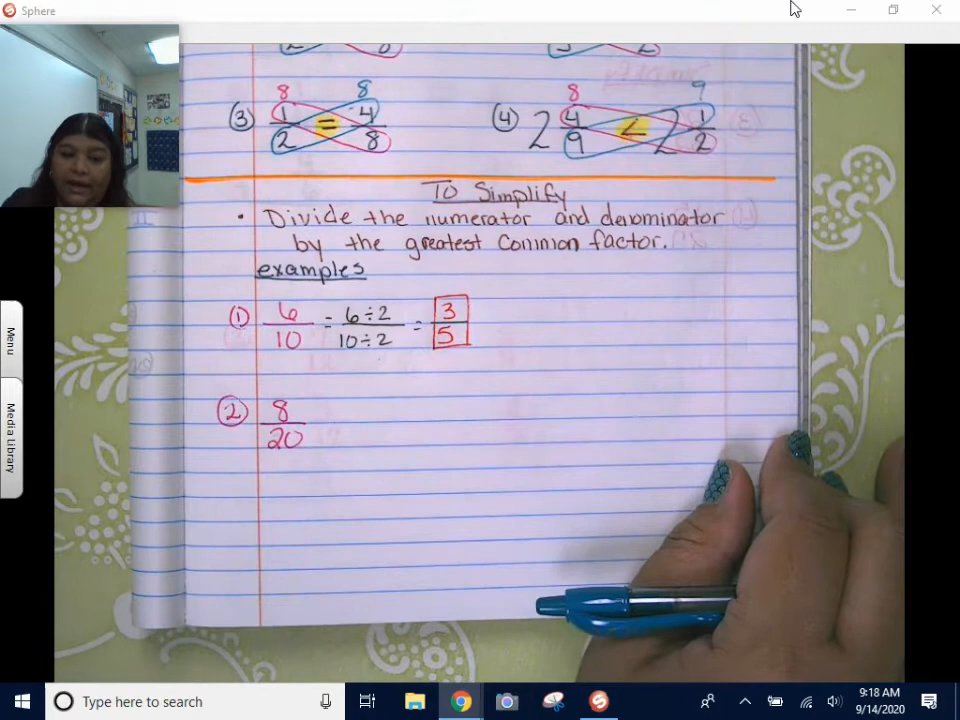 Sphere
8 8
③ 1/2 = 4/8
8 9
④ 2 4/9 < 2 1/2
To Simplify
• Divide the numerator and denominator
by the greatest Common factor.
examples
① 6/10 = 6÷2/10÷2 = 3/5
② 8/20
Menu
Media Library
Type here to search
9:18 AM
9/14/2020